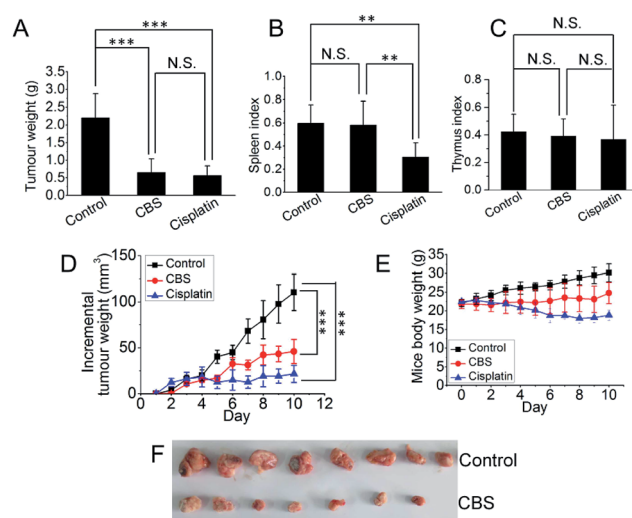 A
***
***
N.S.
Tumour weight (g)
2.5
2.0
1.5
1.0
0.5
0.0
Control
CBS
Cisplatin
B
**
N.S.
**
Spleen index
1.0
0.8
0.6
0.4
0.2
0.0
Control
CBS
Cisplatin
C
N.S.
N.S.
N.S.
Thymus index
0.8
0.6
0.4
0.2
0.0
Control
CBS
Cisplatin
D
Incremental
tumour weight (mm³)
150
100
50
0
Control
CBS
Cisplatin
***
***
0 2 4 6 8 10 12
Day
E
Mice body weight (g)
35
30
25
20
15
10
5
0
Control
CBS
Cisplatin
0 2 4 6 8 10
Day
F
Control
CBS